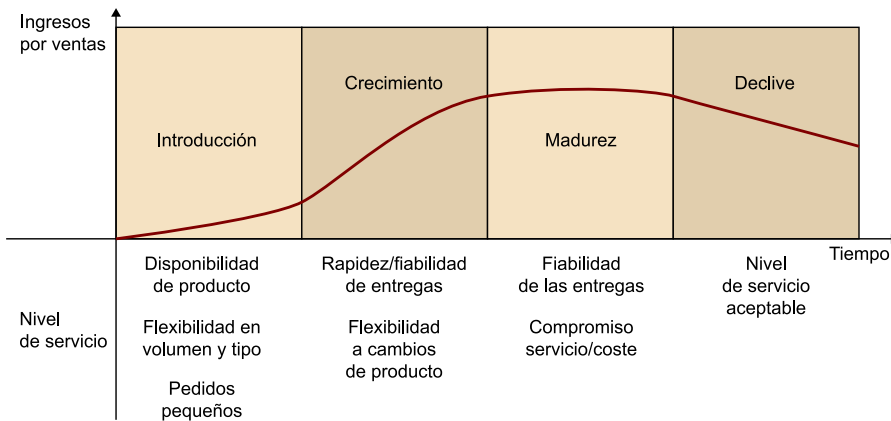 Ingresos
por ventas
Introducción
Crecimiento
Madurez
Declive
Tiempo
Nivel
de servicio
Disponibilidad
de producto
Flexibilidad en
volumen y tipo
Pedidos
pequeños
Rapidez/fiabilidad
de entregas
Flexibilidad
a cambios
de producto
Fiabilidad
de las entregas
Compromiso
servicio/coste
Nivel
de servicio
aceptable